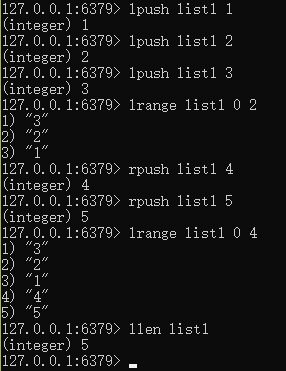 127.0.0.1:6379> lpush list1 1
(integer) 1
127.0.0.1:6379> lpush list1 2
(integer) 2
127.0.0.1:6379> lpush list1 3
(integer) 3
127.0.0.1:6379> lrange list1 0 2
1) "3"
2) "2"
3) "1"
127.0.0.1:6379> rpush list1 4
(integer) 4
127.0.0.1:6379> rpush list1 5
(integer) 5
127.0.0.1:6379> lrange list1 0 4
1) "3"
2) "2"
3) "1"
4) "4"
5) "5"
127.0.0.1:6379> llen list1
(integer) 5
127.0.0.1:6379>